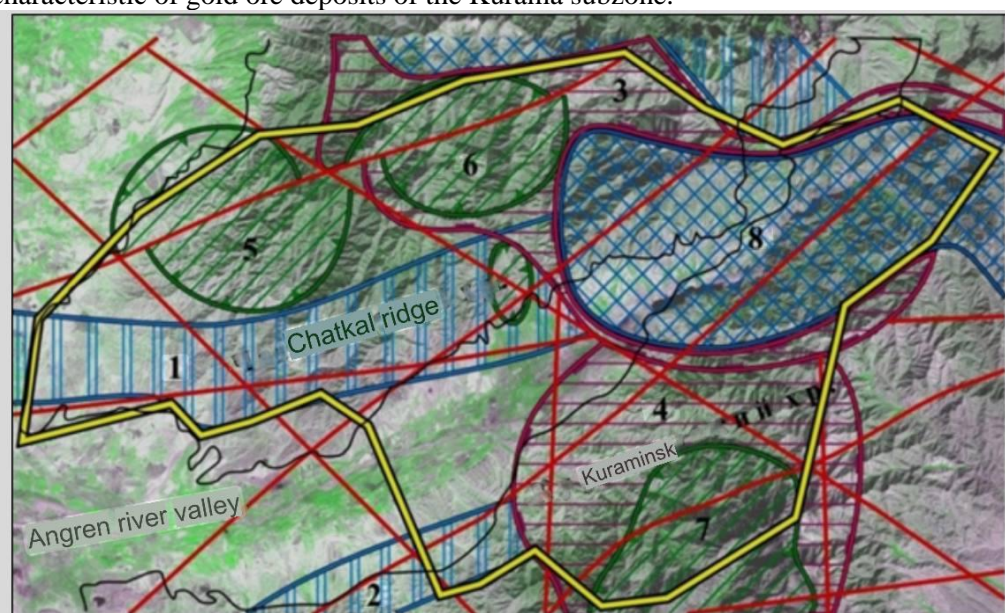 characteristic of gold ore deposits of the Kurama subzone.
3
6
5
8
Chatkal ridge
1
4
Kuraminsk
7
Angren river valley
2